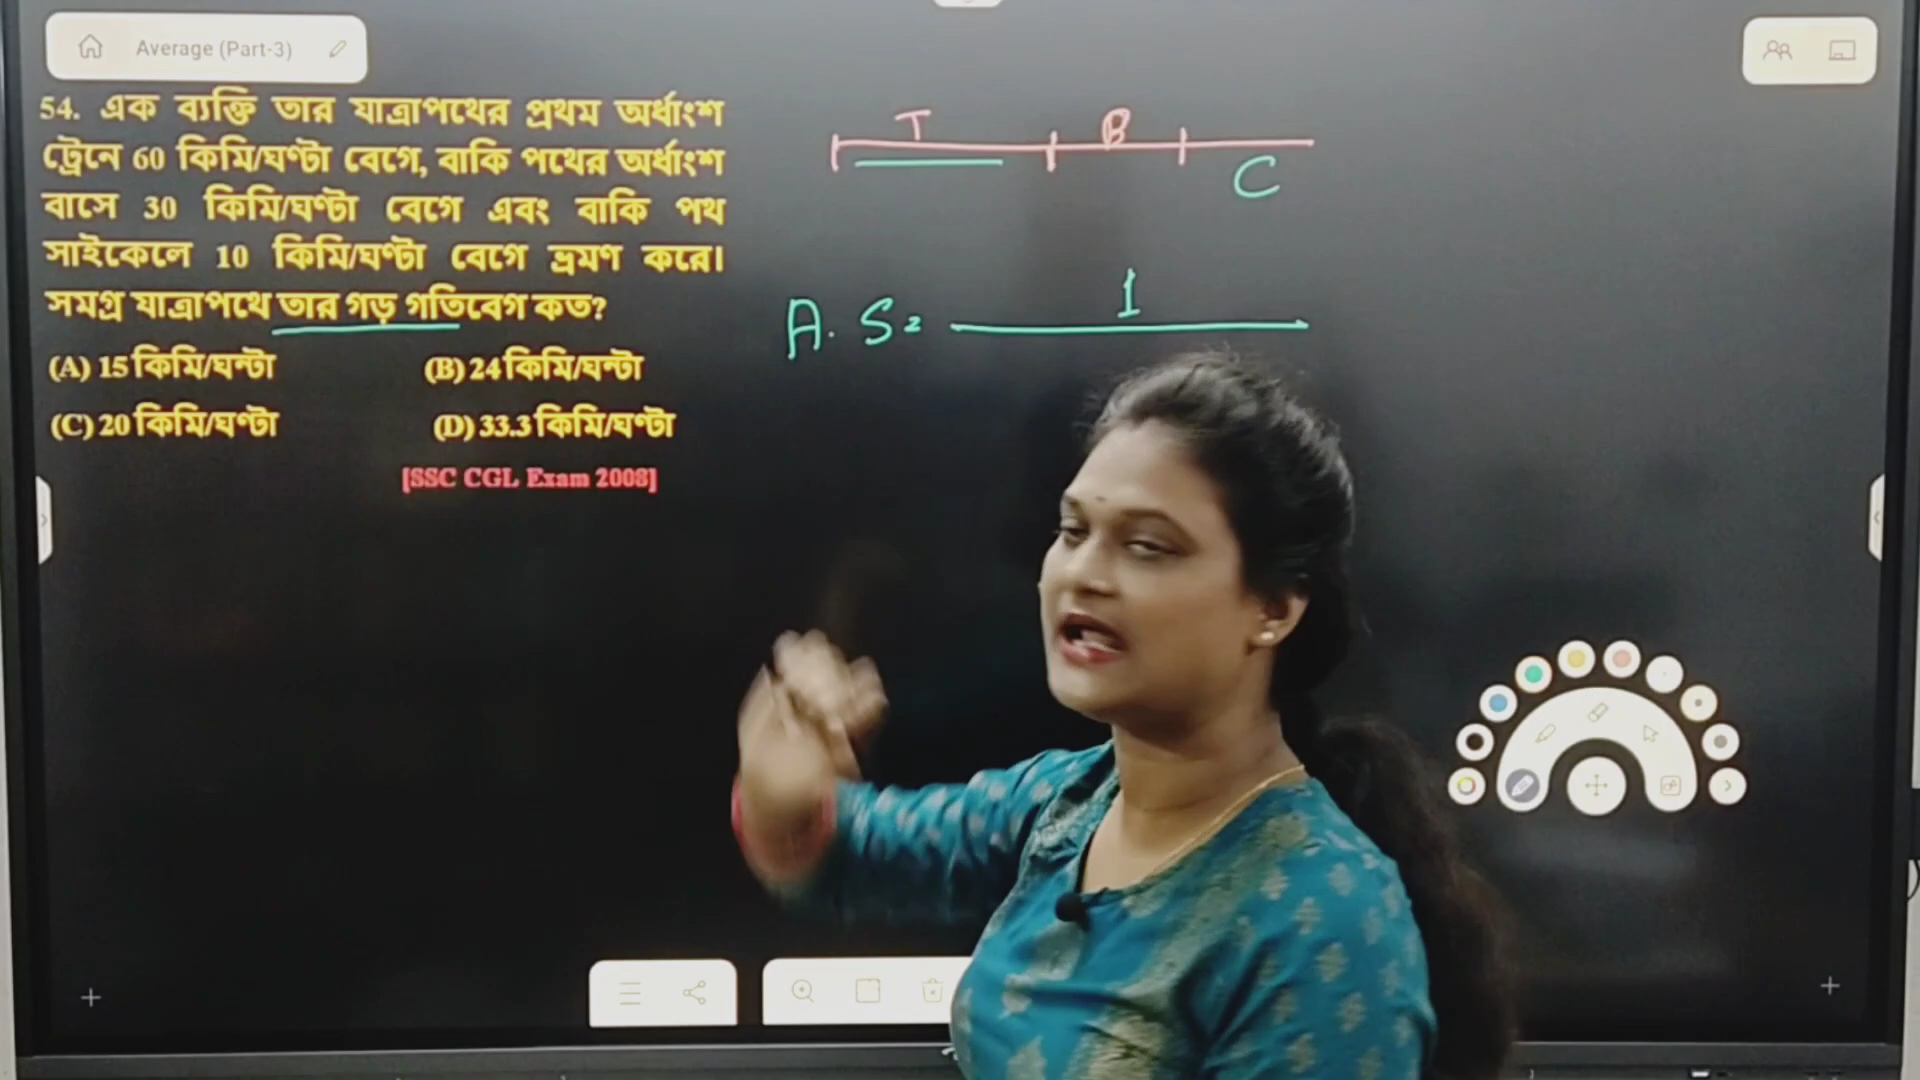 Average (Part-3)
54. এক ব্যক্তি তার যাত্রাপথের প্রথম অর্ধাংশ
ট্রেনে 60 কিমি/ঘণ্টা বেগে, বাকি পথের অর্ধাংশ
বাসে 30 কিমি/ঘণ্টা বেগে এবং বাকি পথ
সাইকেলে 10 কিমি/ঘণ্টা বেগে ভ্রমণ করে।
সমগ্র যাত্রাপথে তার গড় গতিবেগ কত?
(A) 15 কিমি/ঘন্টা (B) 24 কিমি/ঘন্টা
(C) 20 কিমি/ঘণ্টা (D) 33.3 কিমি/ঘণ্টা
[SSC CGL Exam 2008]
T B
C
1
A. S =